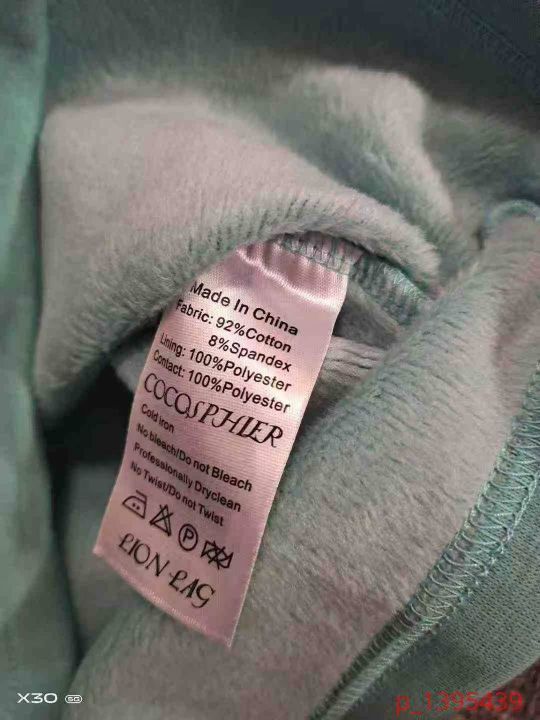 Made In China
Fabric: 92%Cotton
8%Spandex
Lining: 100%Polyester
Contact: 100%Polyester
COCOSPHIER
Cold iron
No bleach/Do not Bleach
Professionally Dryclean
No Twist/Do not Twist
P
LION LAG
X30 5G
p_1395439